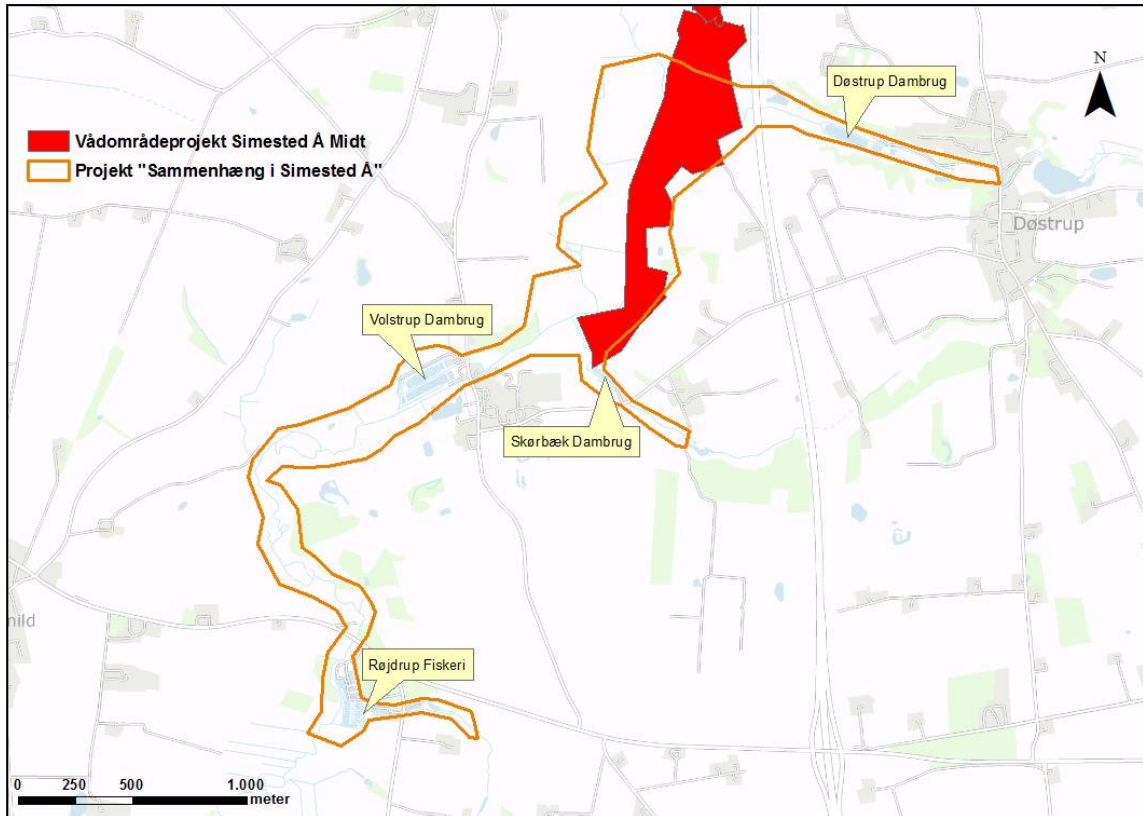 Døstrup Dambrug
N
Vådområdeprojekt Simested Å Midt
Projekt "Sammenhæng i Simested Å"
Døstrup
Volstrup Dambrug
Skørbæk Dambrug
nild
Røjdrup Fiskeri
0 250 500 1.000
meter